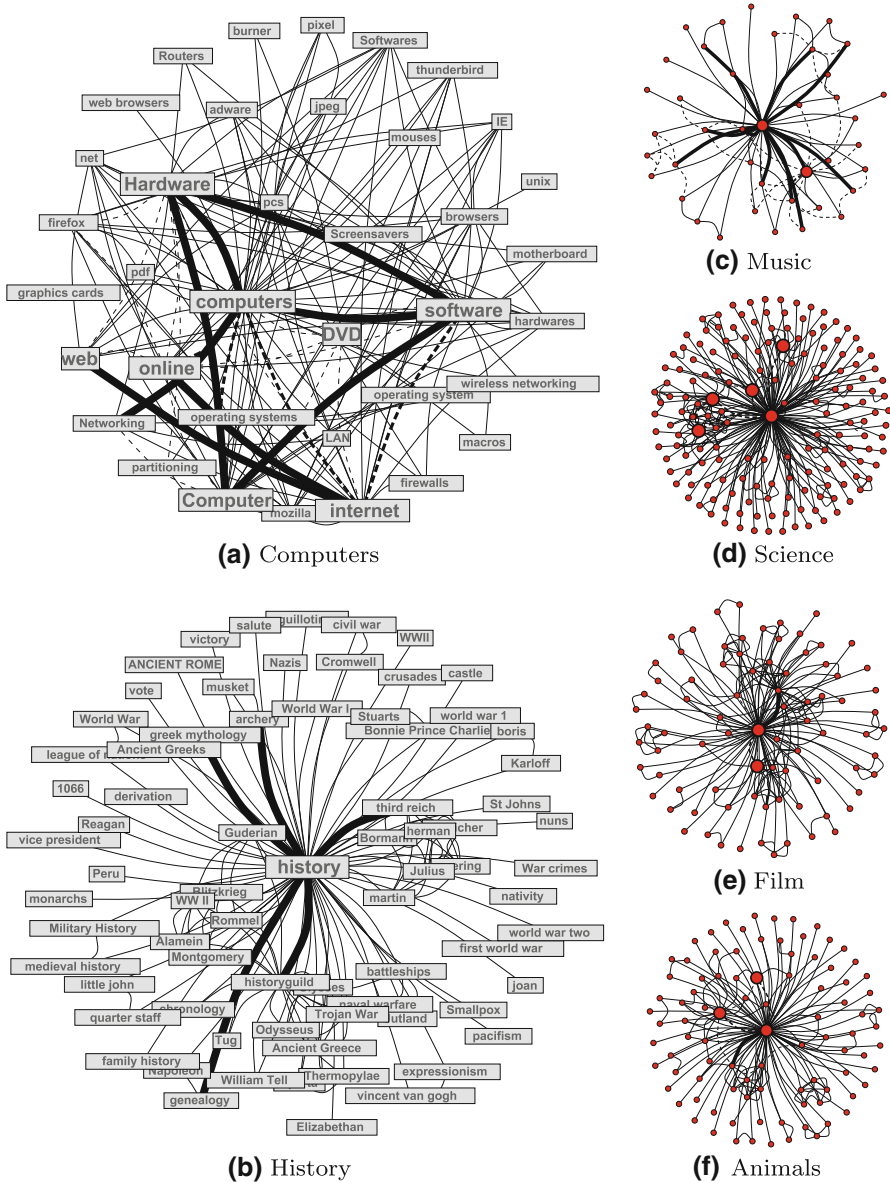 burner
pixel
Softwares
Routers
thunderbird
web browsers
adware
jpeg
IE
mouses
net
unix
Hardware
pcs
browsers
firefox
Screensavers
motherboard
pdf
graphics cards
computers
software
hardwares
DVD
web
online
wireless networking
operating system
Networking
operating systems
LAN
macros
partitioning
firewalls
Computer
mozilla
internet
(a) Computers
salute
civil war
victory
WWII
ANCIENT ROME
Nazis
Cromwell
crusades
castle
vote
musket
World War
archery
World War I
Stuarts
world war 1
greek mythology
Bonnie Prince Charlie
boris
Ancient Greeks
Karloff
1066
derivation
third reich
St Johns
Reagan
Guderian
herman
nuns
vice president
Bormann
history
Julius
War crimes
Peru
monarchs
Blitzkrieg
martin
nativity
WW II
Military History
Rommel
world war two
Alamein
first world war
medieval history
Montgomery
battleships
little john
historyguild
joan
naval warfare
chronology
Trojan War
Smallpox
quarter staff
Odysseus
pacifism
Tug
Ancient Greece
family history
Napoleon
William Tell
Thermopylae
expressionism
vincent van gogh
genealogy
Elizabethan
(b) History
(c) Music
(d) Science
(e) Film
(f) Animals